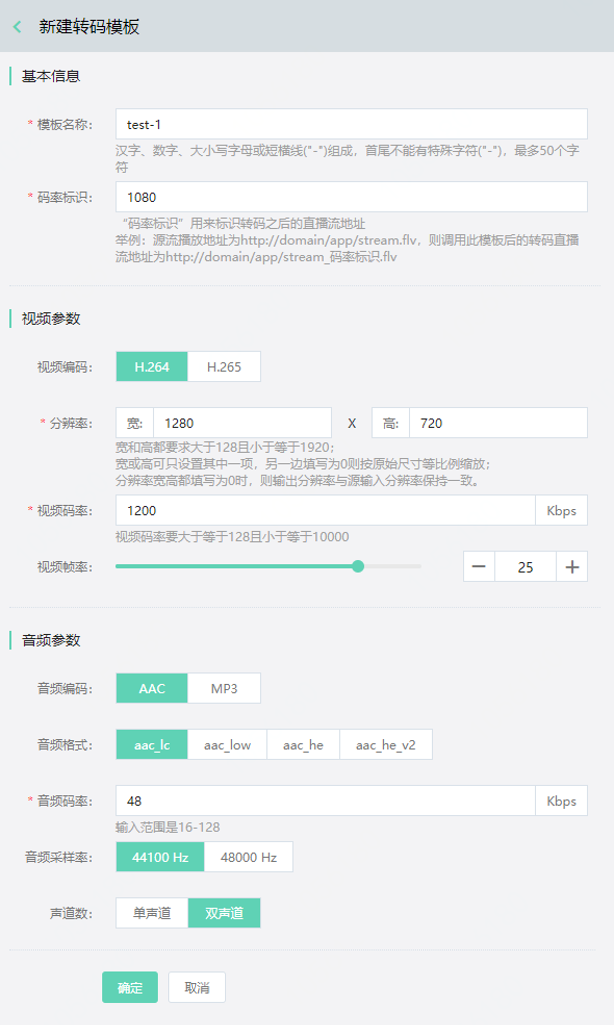 新建转码模板
基本信息
* 模板名称： test-1
汉字、数字、大小写字母或短横线("-")组成，首尾不能有特殊字符("-")，最多50个字
符
* 码率标识： 1080
“码率标识”用来标识转码之后的直播流地址
举例：源流播放地址为http://domain/app/stream.flv，则调用此模板后的转码直播
流地址为http://domain/app/stream_码率标识.flv
视频参数
视频编码： H.264 H.265
* 分辨率： 宽: 1280 X 高: 720
宽和高都要求大于128且小于等于1920；
宽或高可只设置其中一项，另一边填写为0则按原始尺寸等比例缩放；
分辨率宽高都填写为0时，则输出分辨率与源输入分辨率保持一致。
* 视频码率： 1200 Kbps
视频码率要大于等于128且小于等于10000
视频帧率： 25
音频参数
音频编码： AAC MP3
音频格式： aac_lc aac_low aac_he aac_he_v2
* 音频码率： 48 Kbps
输入范围是16-128
音频采样率： 44100 Hz 48000 Hz
声道数： 单声道 双声道
确定 取消